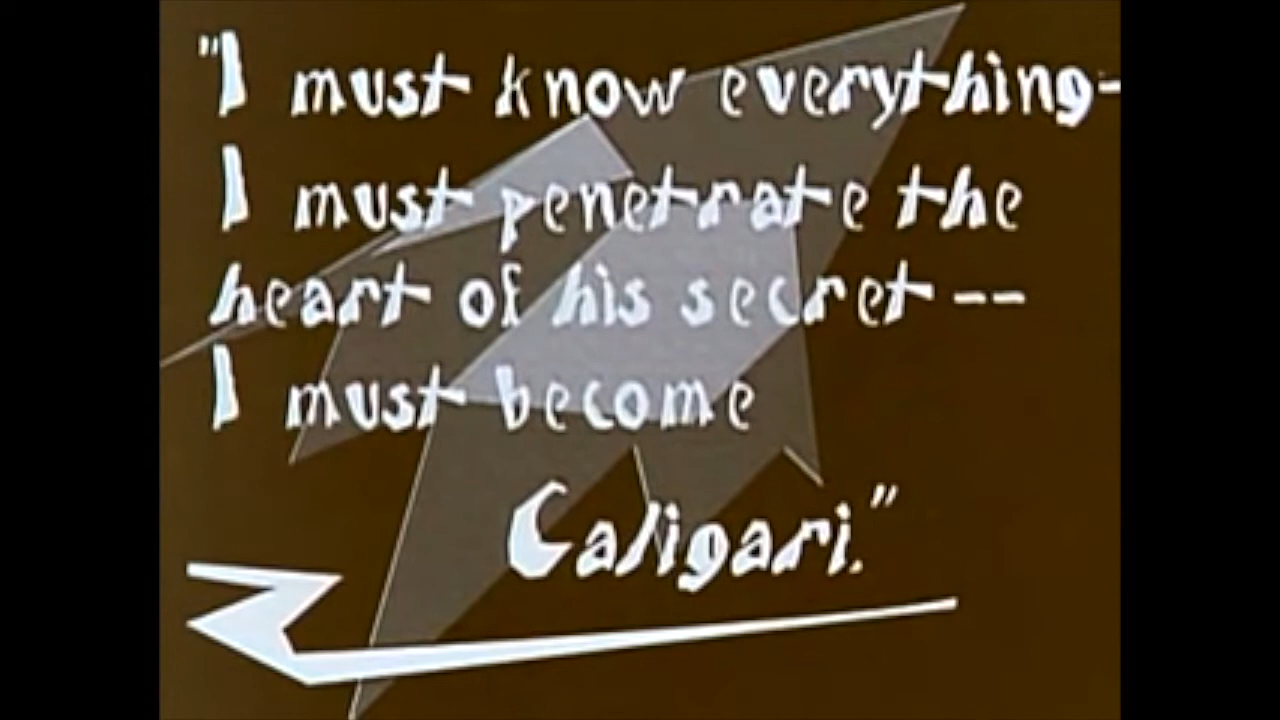 "I must know everything-
I must penetrate the
heart of his secret--
I must become
Caligari."